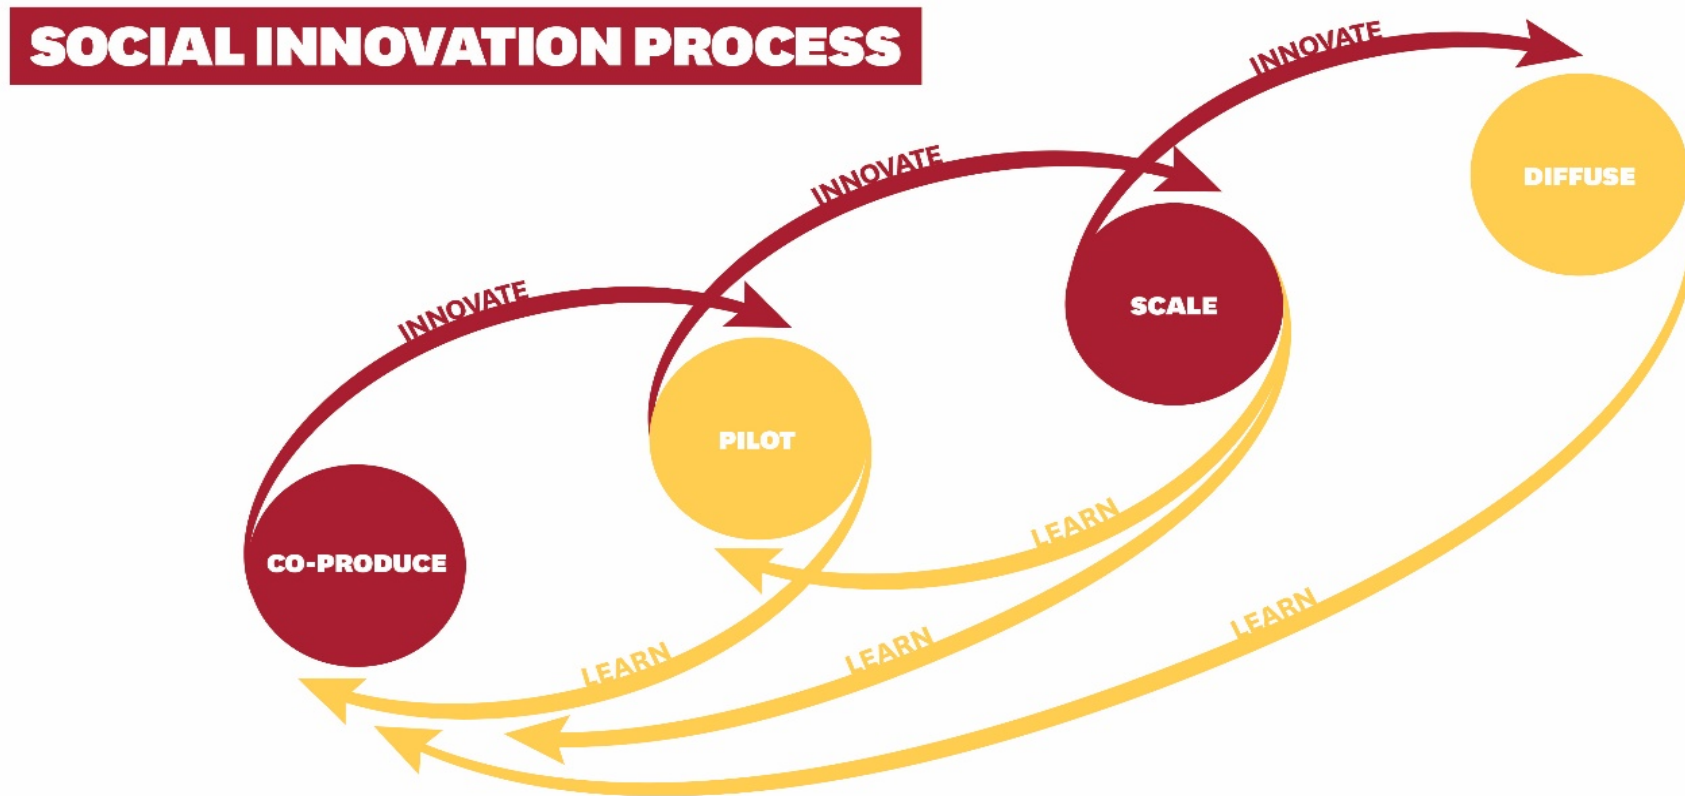 SOCIAL INNOVATION PROCESS
INNOVATE
INNOVATE
INNOVATE
DIFFUSE
SCALE
PILOT
CO-PRODUCE
LEARN
LEARN
LEARN
LEARN